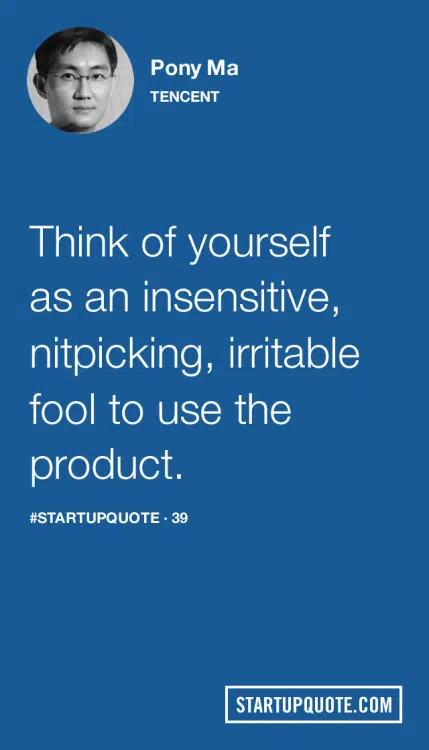 Pony Ma
TENCENT
Think of yourself
as an insensitive,
nitpicking, irritable
fool to use the
product.
#STARTUPQUOTE · 39
STARTUPQUOTE.COM